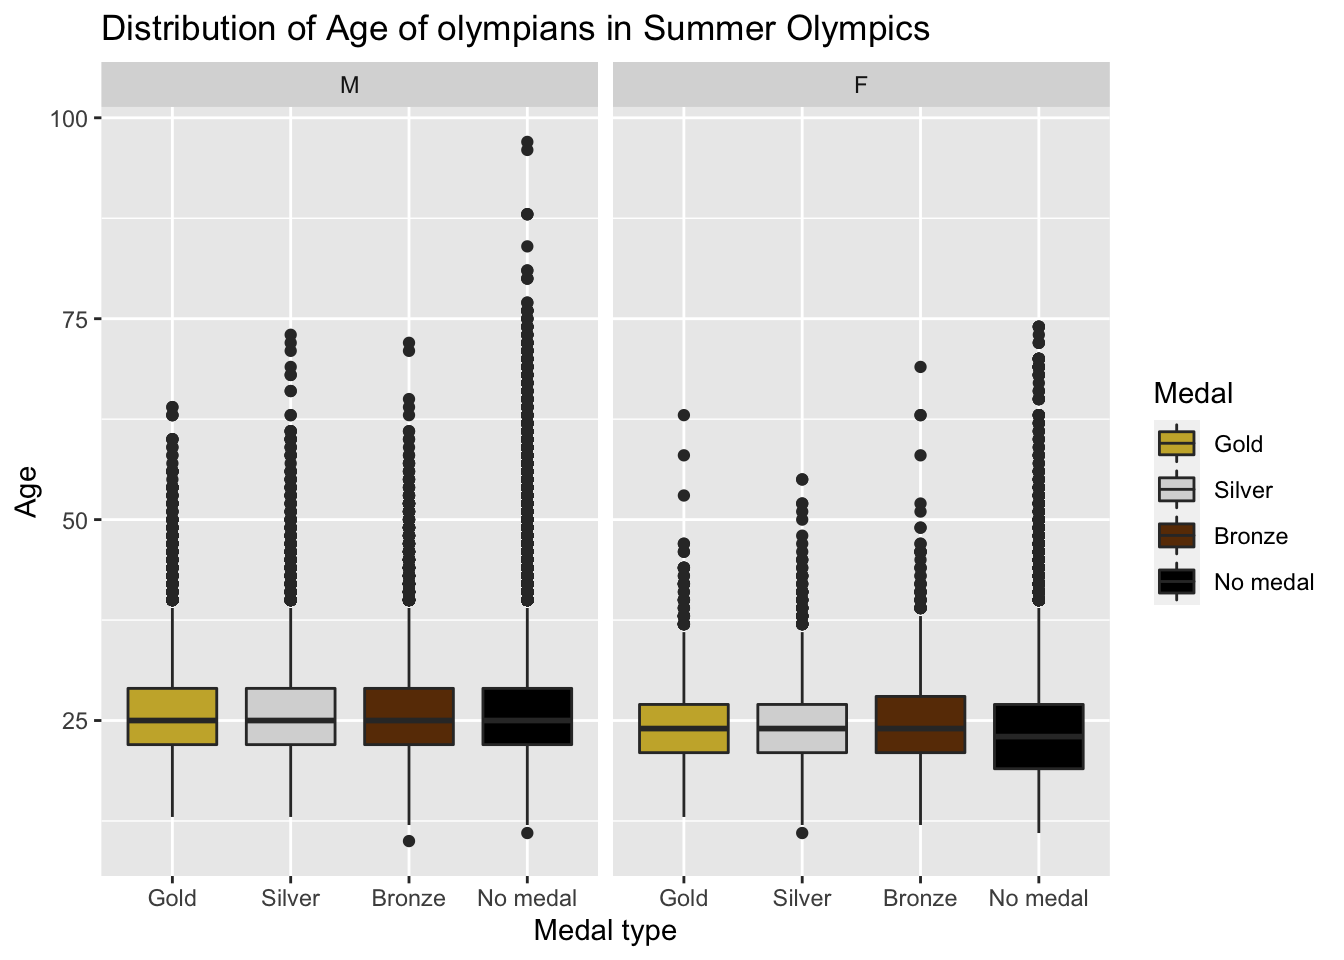 Distribution of Age of olympians in Summer Olympics
M
F
100
75
50
25
Age
Gold
Silver
Bronze
No medal
Gold
Silver
Bronze
No medal
Medal type
Medal
Gold
Silver
Bronze
No medal